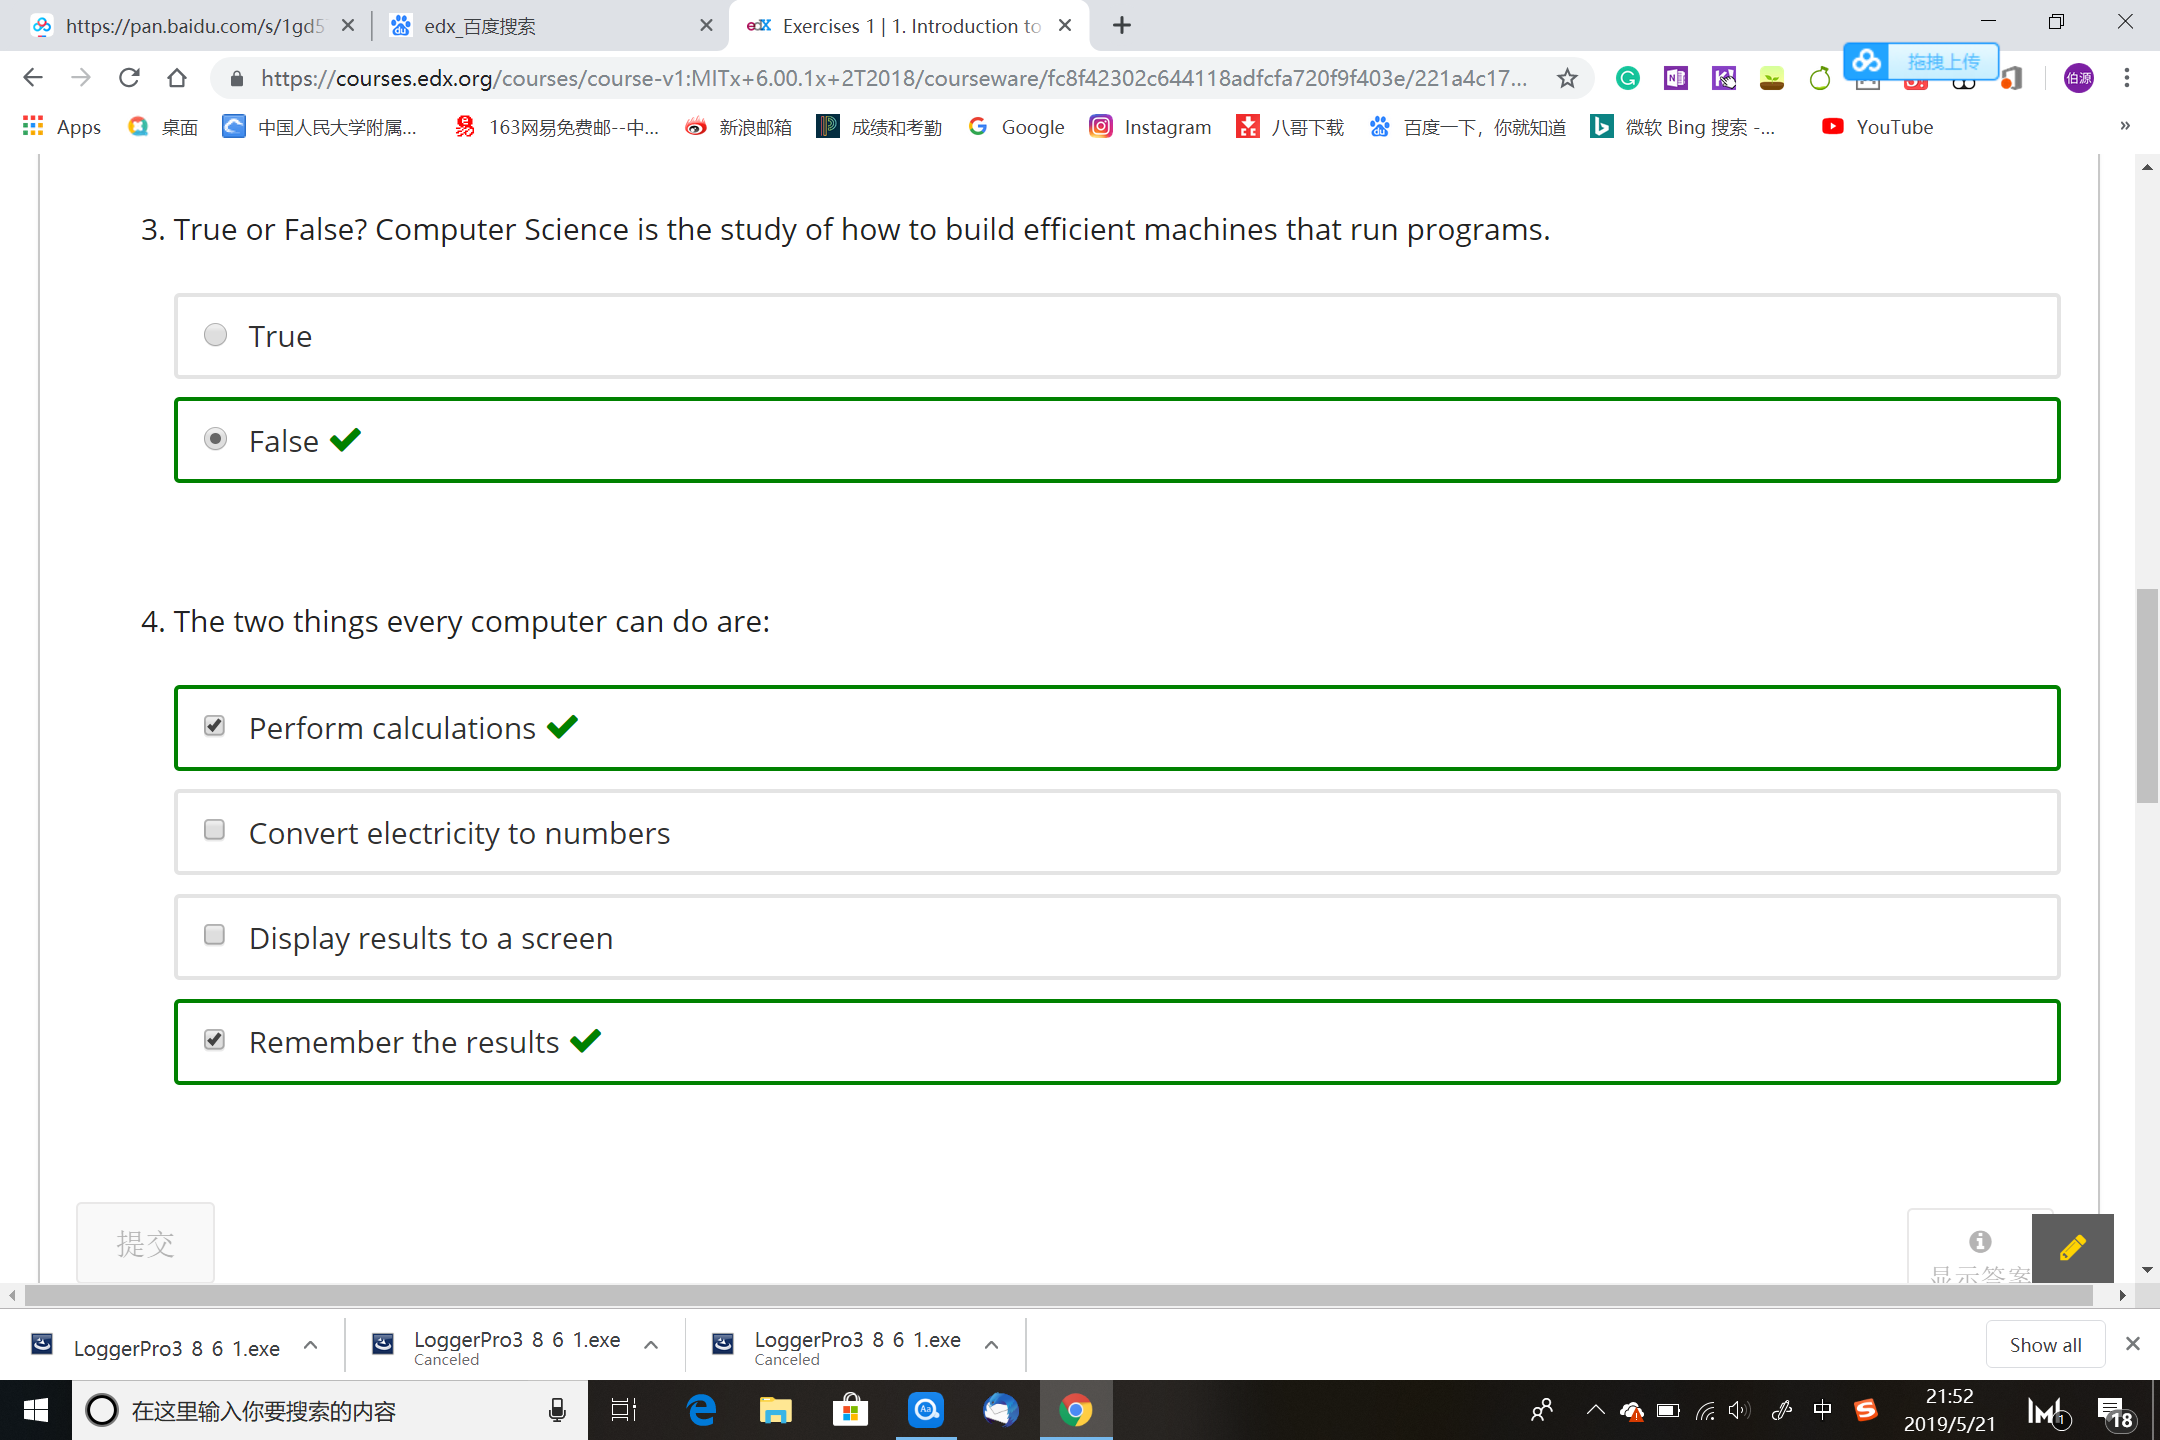 https://pan.baidu.com/s/1gd5
edx_百度搜索
edX Exercises 1 | 1. Introduction to
拖拽上传
https://courses.edx.org/courses/course-v1:MITx+6.00.1x+2T2018/courseware/fc8f42302c644118adfcfa720f9f403e/221a4c17...
伯源
Apps
桌面
中国人民大学附属...
163网易免费邮--中...
新浪邮箱
成绩和考勤
Google
Instagram
八哥下载
百度一下，你就知道
微软 Bing 搜索 -...
YouTube
»
3. True or False? Computer Science is the study of how to build efficient machines that run programs.
True
False
4. The two things every computer can do are:
Perform calculations
Convert electricity to numbers
Display results to a screen
Remember the results
提交
显示答案
LoggerPro3 8 6 1.exe
LoggerPro3 8 6 1.exe
Canceled
LoggerPro3 8 6 1.exe
Canceled
Show all
在这里输入你要搜索的内容
中
21:52
2019/5/21
1
18